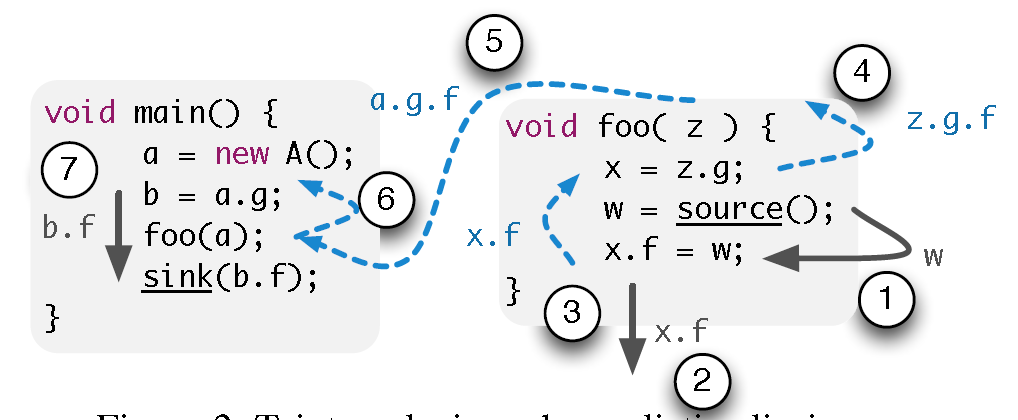 5
4
a.g.f
z.g.f
void main() {
a = new A();
b = a.g;
foo(a);
sink(b.f);
}
7
b.f
6
void foo( z ) {
x = z.g;
w = source();
x.f = w;
}
x.f
w
1
3
x.f
2